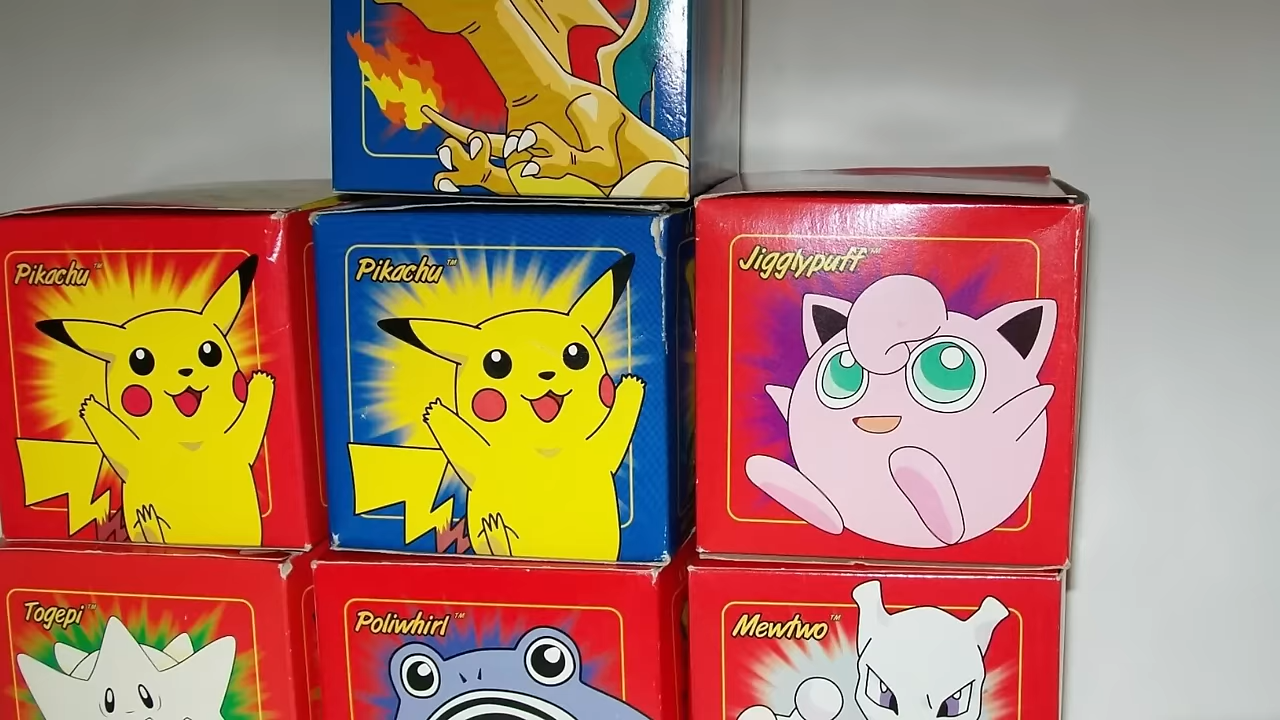 Pikachu™
Pikachu™
Jigglypuff™
Togepi™
Poliwhirl™
Mewtwo™